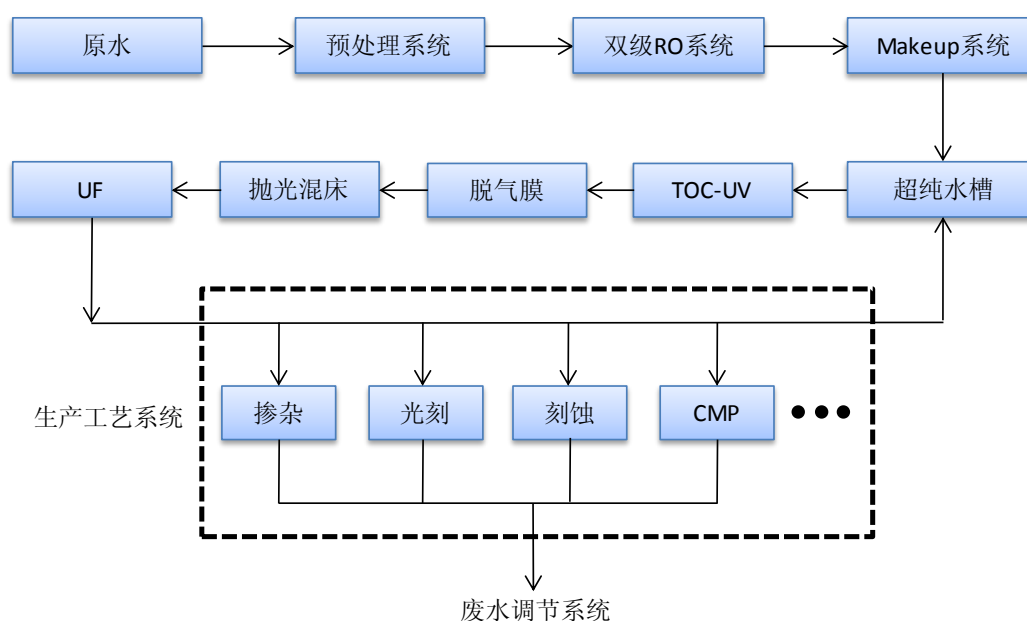 原水
预处理系统
双级RO系统
Makeup系统
UF
抛光混床
脱气膜
TOC-UV
超纯水槽
生产工艺系统
掺杂
光刻
刻蚀
CMP
废水调节系统